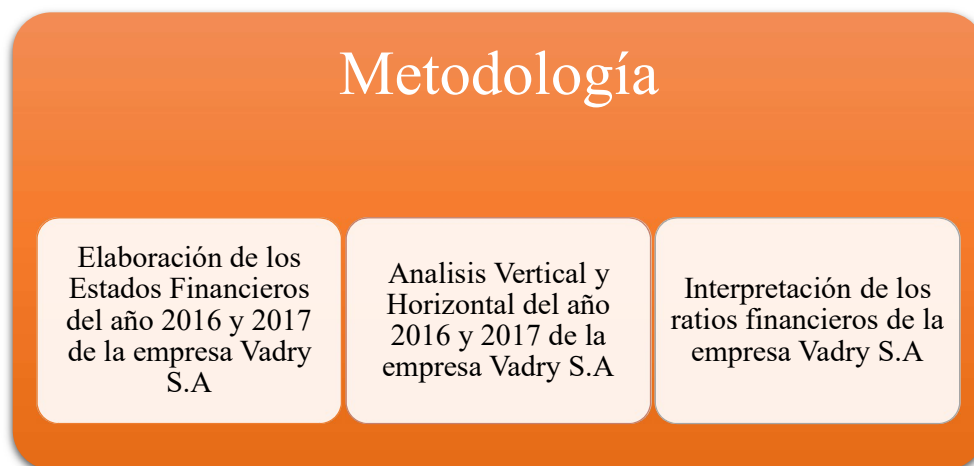 Metodología
Elaboración de los
Estados Financieros
del año 2016 y 2017
de la empresa Vadry
S.A
Analisis Vertical y
Horizontal del año
2016 y 2017 de la
empresa Vadry S.A
Interpretación de los
ratios financieros de la
empresa Vadry S.A